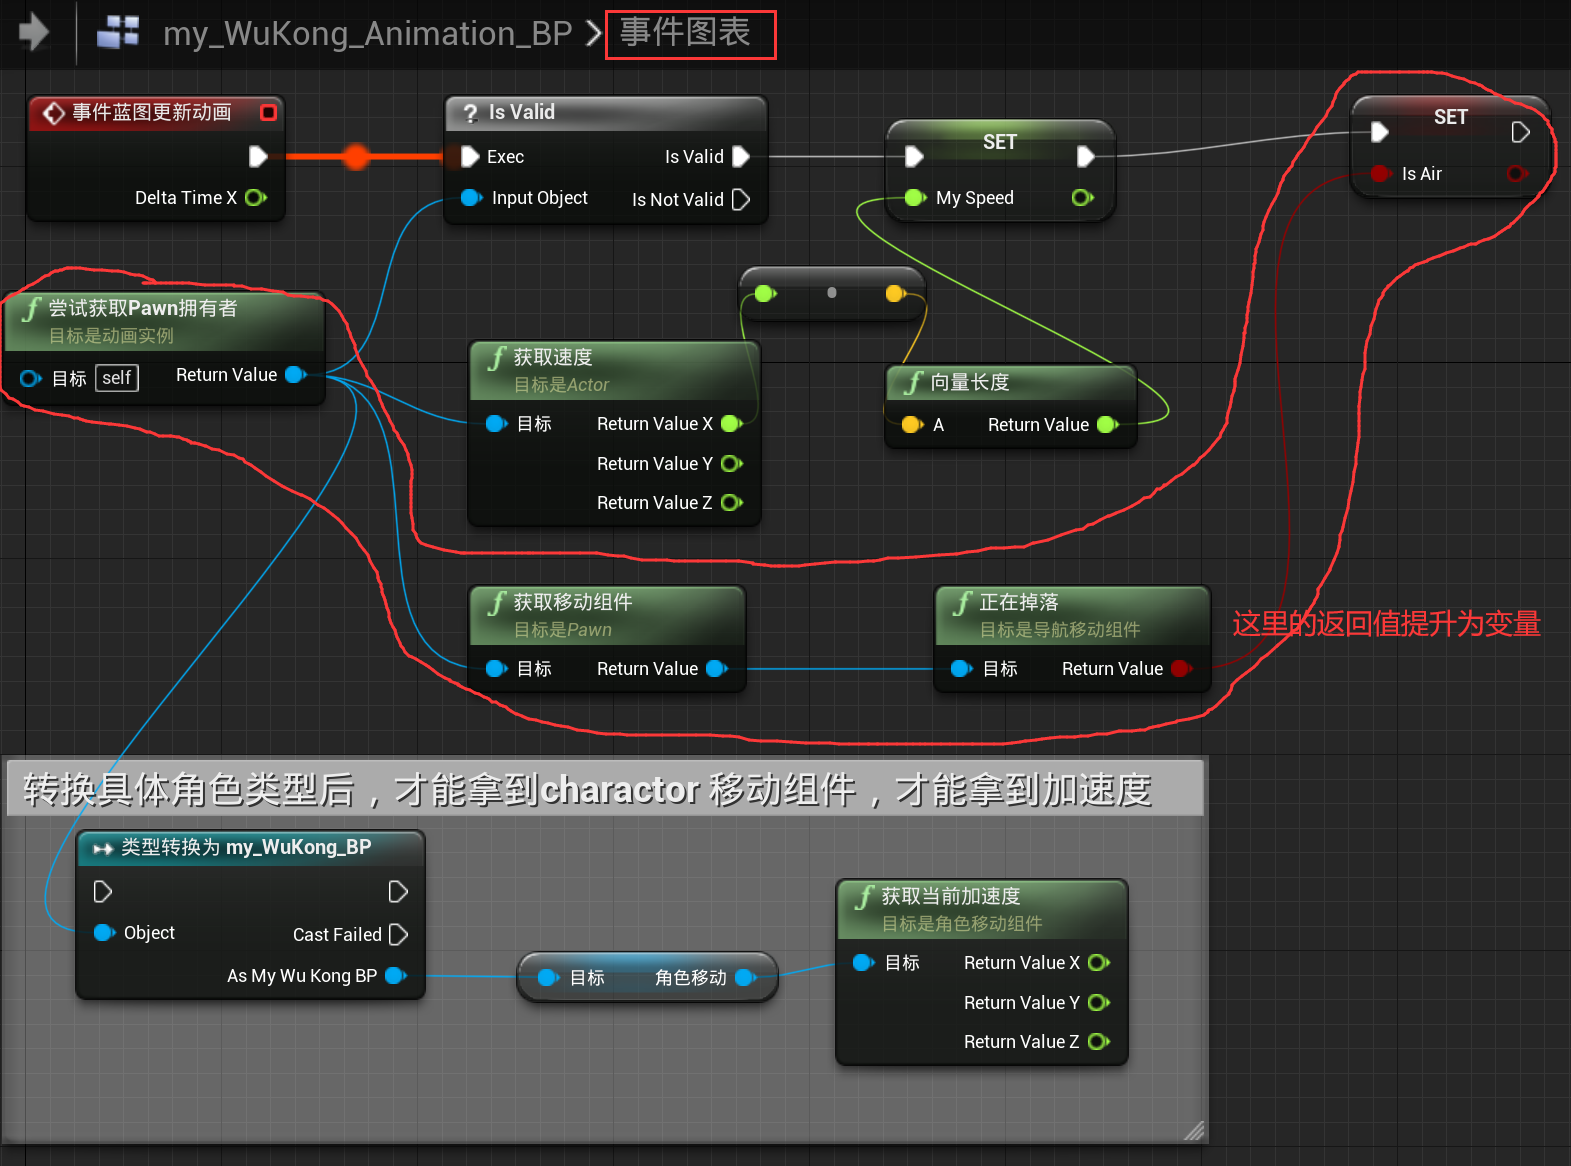 my_WuKong_Animation_BP
事件图表
事件蓝图更新动画
Delta Time X
? Is Valid
Exec
Is Valid
Input Object
Is Not Valid
SET
My Speed
SET
Is Air
f 尝试获取Pawn拥有者
目标是动画实例
目标 self
Return Value
f 获取速度
目标是Actor
目标
Return Value X
Return Value Y
Return Value Z
f 向量长度
A
Return Value
f 获取移动组件
目标是Pawn
目标
Return Value
f 正在掉落
目标是导航移动组件
目标
Return Value
这里的返回值提升为变量
转换具体角色类型后，才能拿到charactor 移动组件，才能拿到加速度
类型转换为 my_WuKong_BP
Object
Cast Failed
As My Wu Kong BP
目标
角色移动
f 获取当前加速度
目标是角色移动组件
目标
Return Value X
Return Value Y
Return Value Z